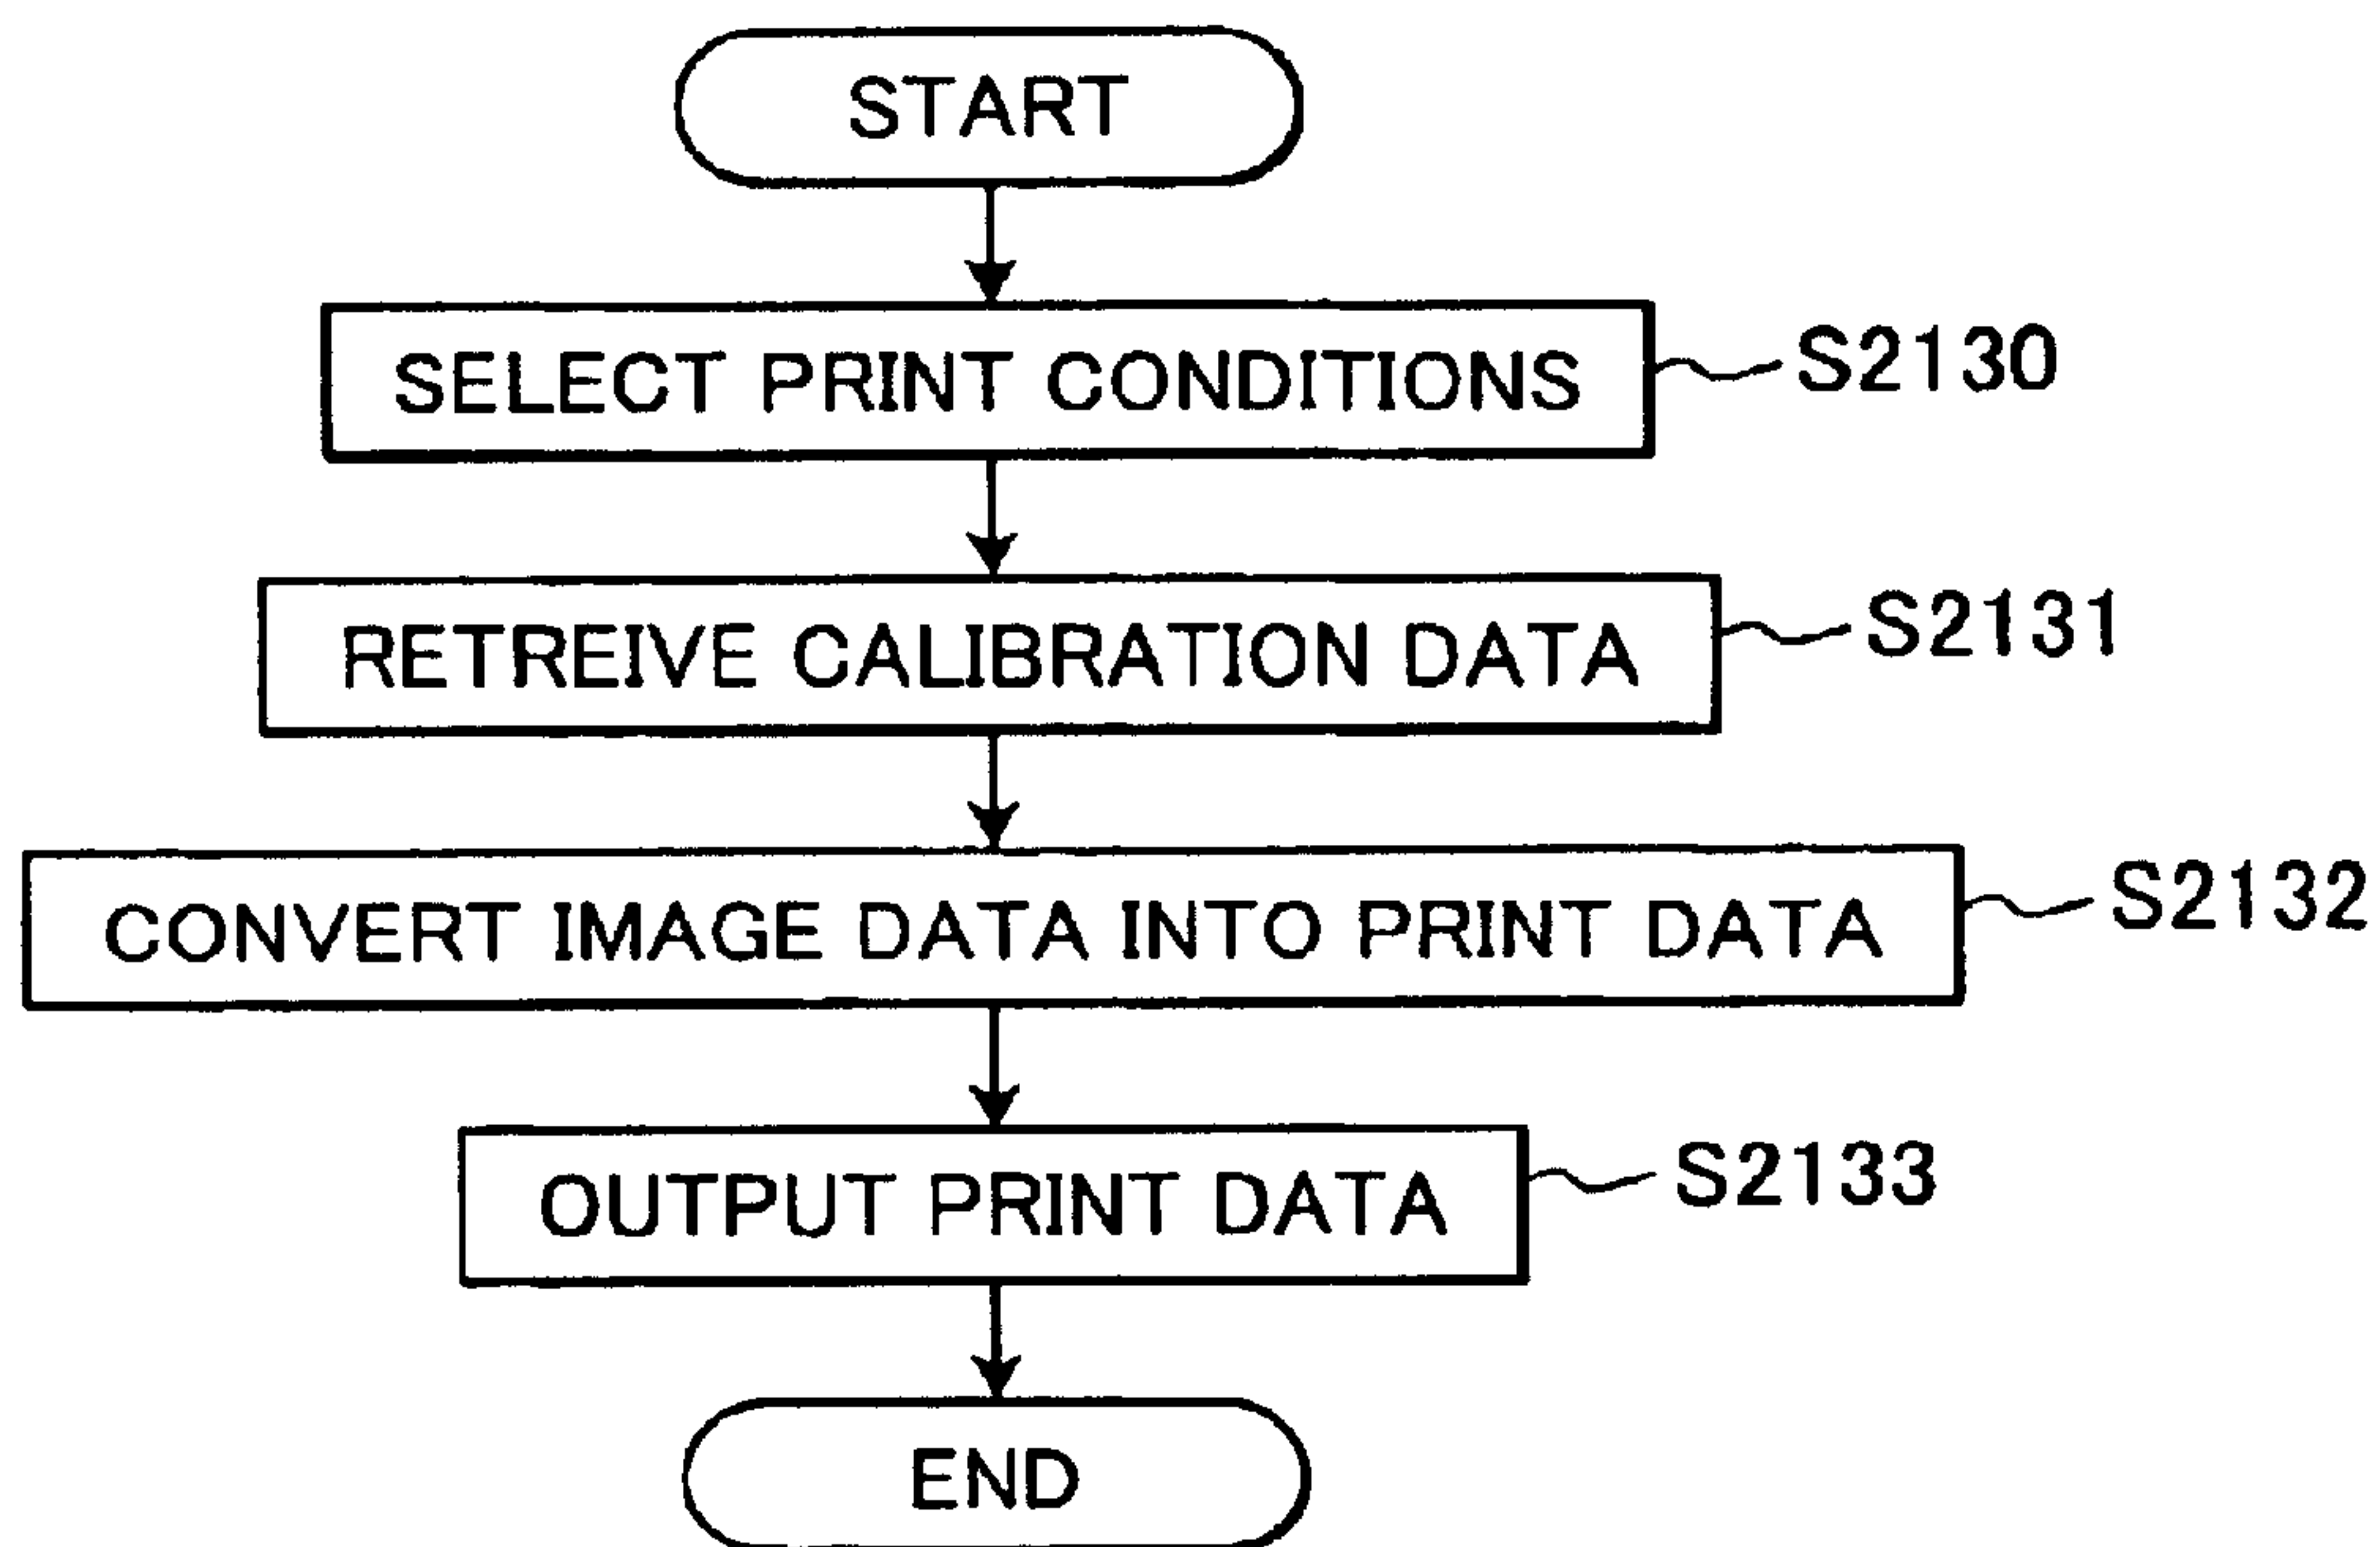 START
SELECT PRINT CONDITIONS S2130
RETREIVE CALIBRATION DATA S2131
CONVERT IMAGE DATA INTO PRINT DATA S2132
OUTPUT PRINT DATA S2133
END